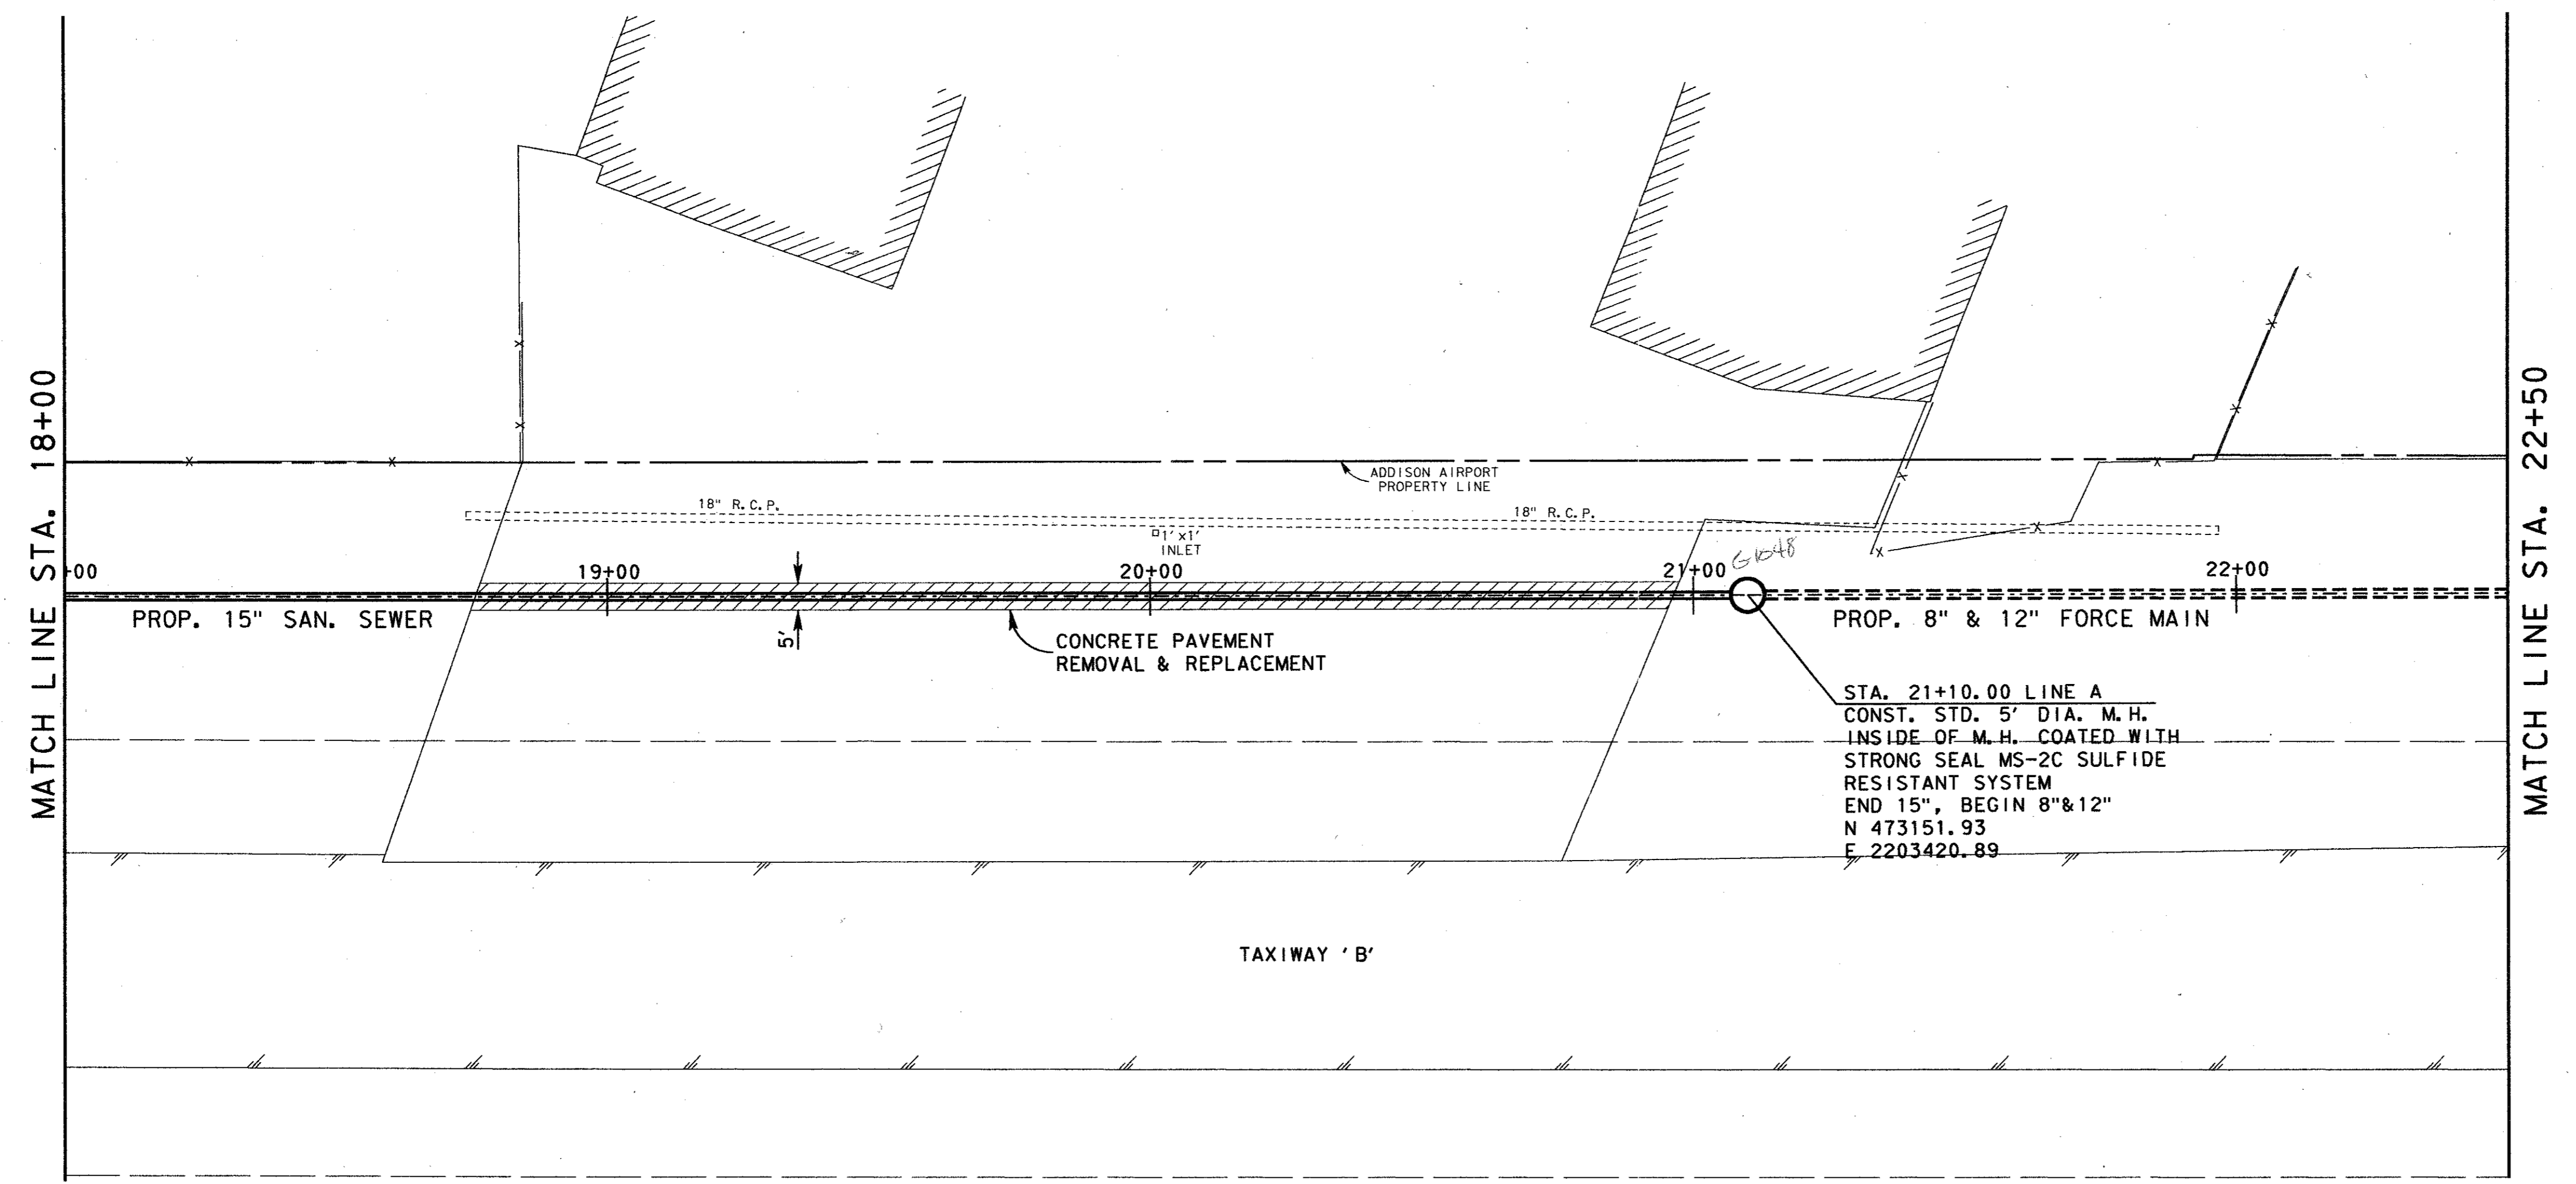 MATCH LINE STA. 18+00
MATCH LINE STA. 22+50
ADDISON AIRPORT
PROPERTY LINE
18" R.C.P.
18" R.C.P.
1'x1'
INLET
+00
19+00
20+00
21+00
22+00
PROP. 15" SAN. SEWER
5'
CONCRETE PAVEMENT
REMOVAL & REPLACEMENT
PROP. 8" & 12" FORCE MAIN
STA. 21+10.00 LINE A
CONST. STD. 5' DIA. M.H.
INSIDE OF M.H. COATED WITH
STRONG SEAL MS-2C SULFIDE
RESISTANT SYSTEM
END 15", BEGIN 8"&12"
N 473151.93
E 2203420.89
TAXIWAY 'B'